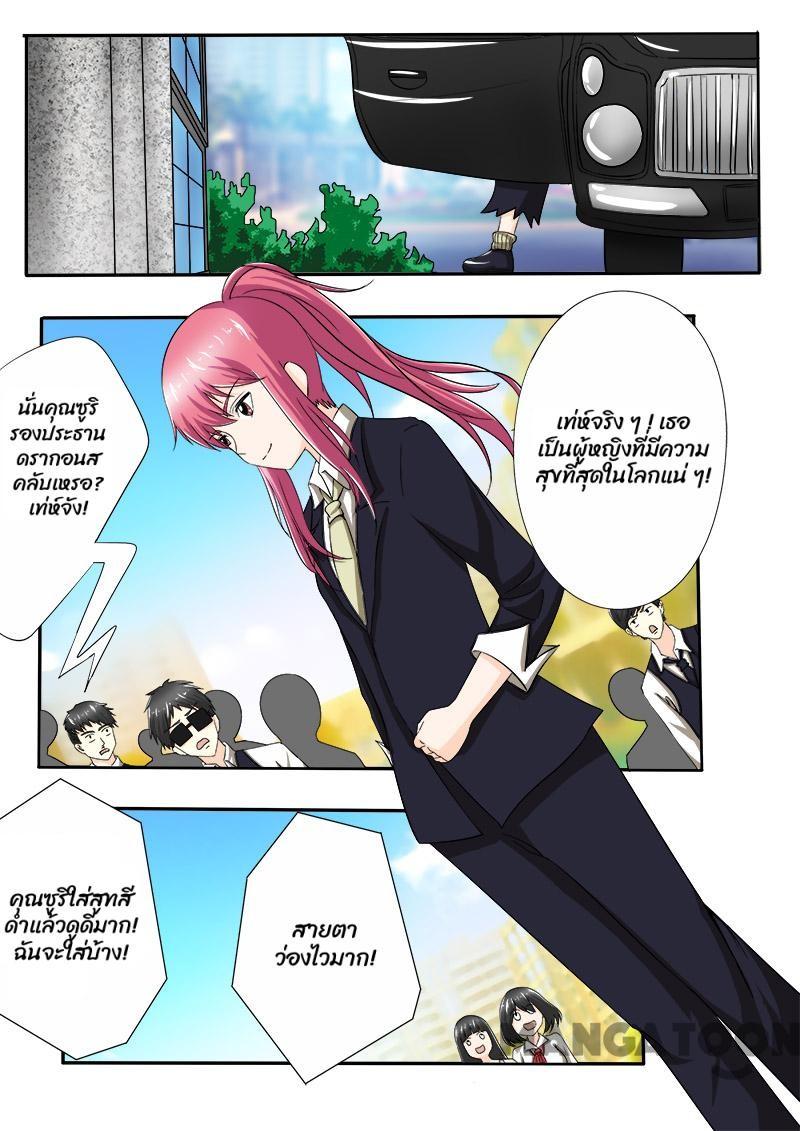 นั่นคุณซูริ
รองประธาน
ดรากอนส
คลับเหรอ?
เท่ห์จัง!
เท่ห์จริง ๆ! เธอ
เป็นผู้หญิงที่มีความ
สุขที่สุดในโลกแน่ ๆ!
คุณซูริใส่สูทสี
ดำแล้วดูดีมาก!
ฉันจะใส่บ้าง!
สายตา
ว่องไวมาก!
MANGATOON